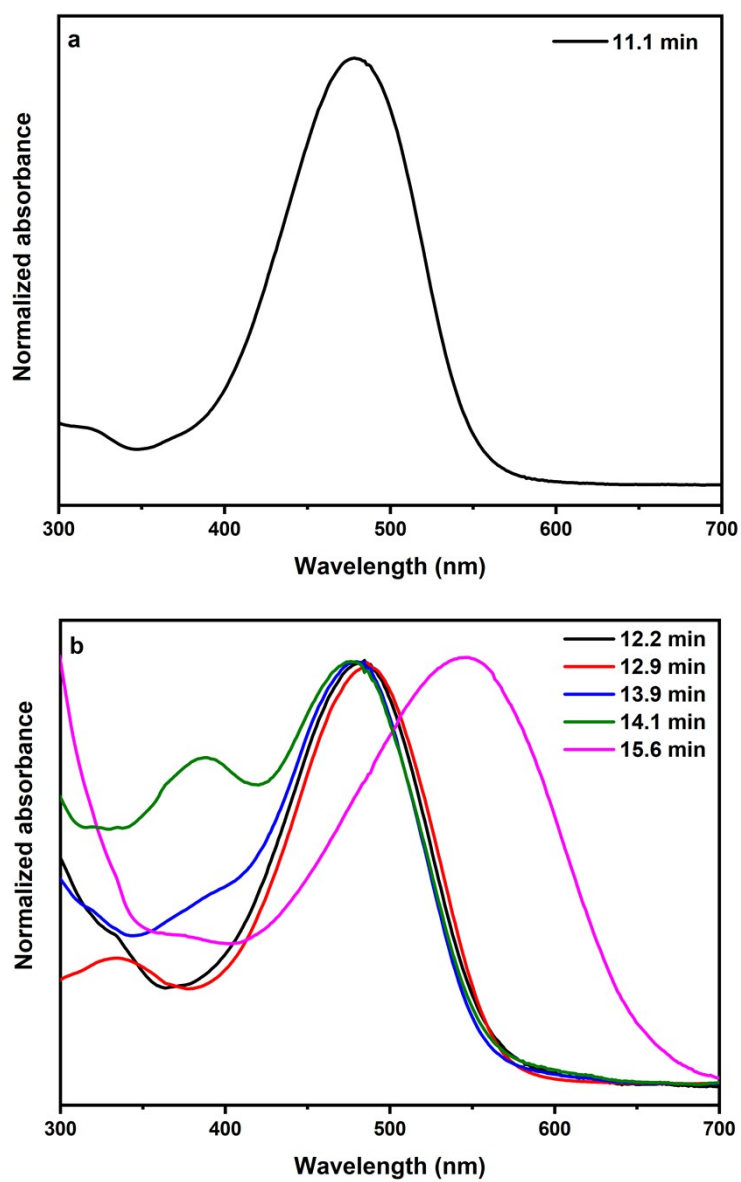 a
11.1 min
Normalized absorbance
300 400 500 600 700
Wavelength (nm)
b
12.2 min
12.9 min
13.9 min
14.1 min
15.6 min
Normalized absorbance
300 400 500 600 700
Wavelength (nm)